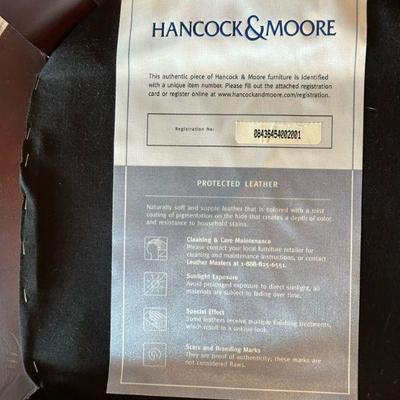 HANCOCK&MOORE
This authentic piece of Hancock & Moore furniture is identified
with a unique item number. Please fill out the attached registration
card or register online at www.hancockandmoore.com/registration.
Registration No: 08436454002001
PROTECTED LEATHER
Naturally soft and supple leather that is colored with a mist
coating of pigmentation on the hide that creates a depth of color
and resistance to household stains.
Cleaning & Care Maintenance
Please contact your local furniture retailer for
cleaning and maintenance instructions, or contact
Leather Masters at 1-888-825-6551.
Sunlight Exposure
Avoid prolonged exposure to direct sunlight, all
materials are subject to fading over time.
Special Effect
Some leathers receive multiple finishing treatments,
which result in a unique look.
Scars and Branding Marks
They are proof of authenticity; these marks are
not considered flaws.